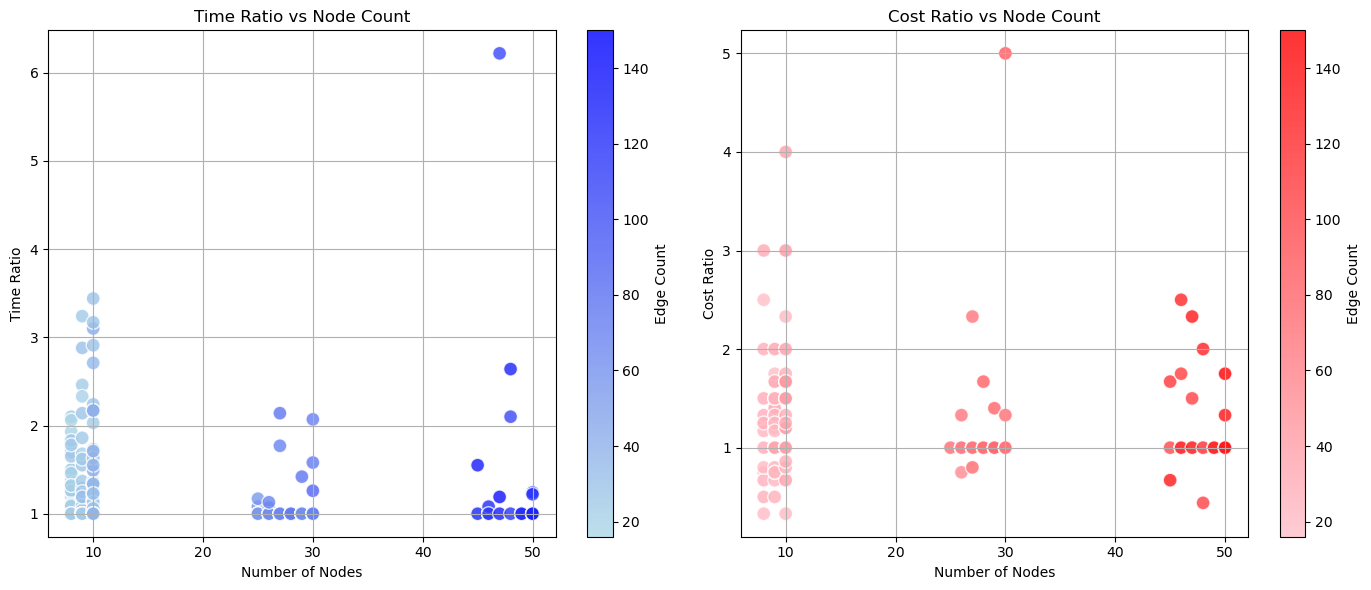 Time Ratio vs Node Count
Time Ratio
6
5
4
3
2
1
10 20 30 40 50
Number of Nodes
140
120
100
80
60
40
20
Edge Count
Cost Ratio vs Node Count
Cost Ratio
5
4
3
2
1
10 20 30 40 50
Number of Nodes
140
120
100
80
60
40
20
Edge Count